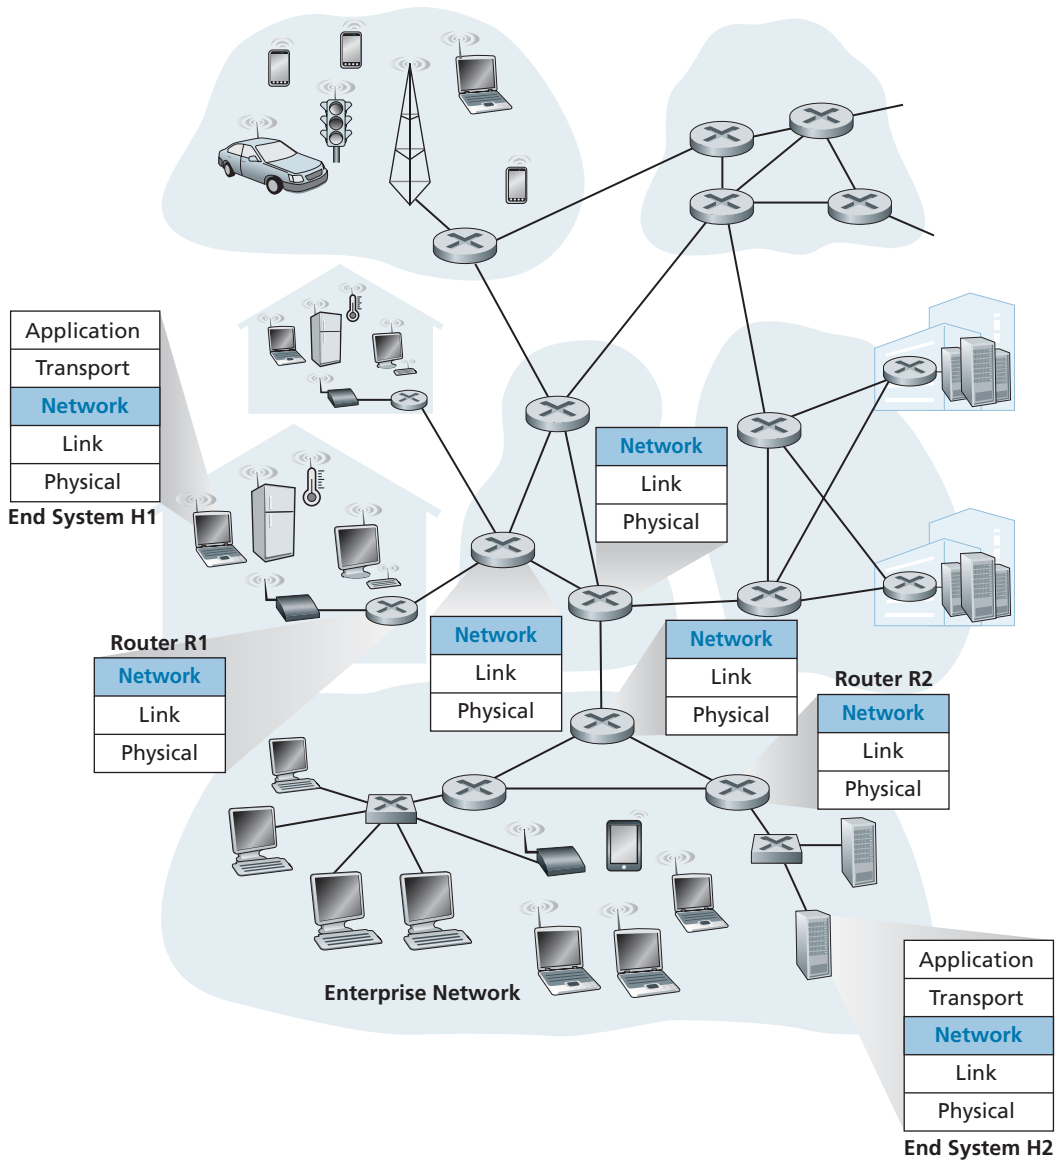 Application
Transport
Network
Link
Physical
End System H1
Network
Link
Physical
Router R1
Network
Link
Physical
Network
Link
Physical
Network
Link
Physical
Router R2
Network
Link
Physical
Enterprise Network
Application
Transport
Network
Link
Physical
End System H2